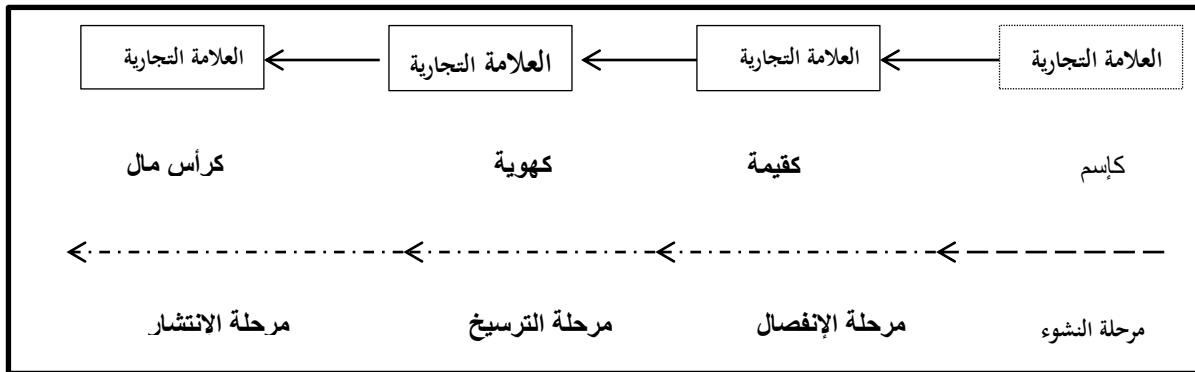 العلامة التجارية
العلامة التجارية
العلامة التجارية
العلامة التجارية
كإسم
كقيمة
كهوية
كرأس مال
مرحلة النشوء
مرحلة الإنفصال
مرحلة الترسيخ
مرحلة الانتشار